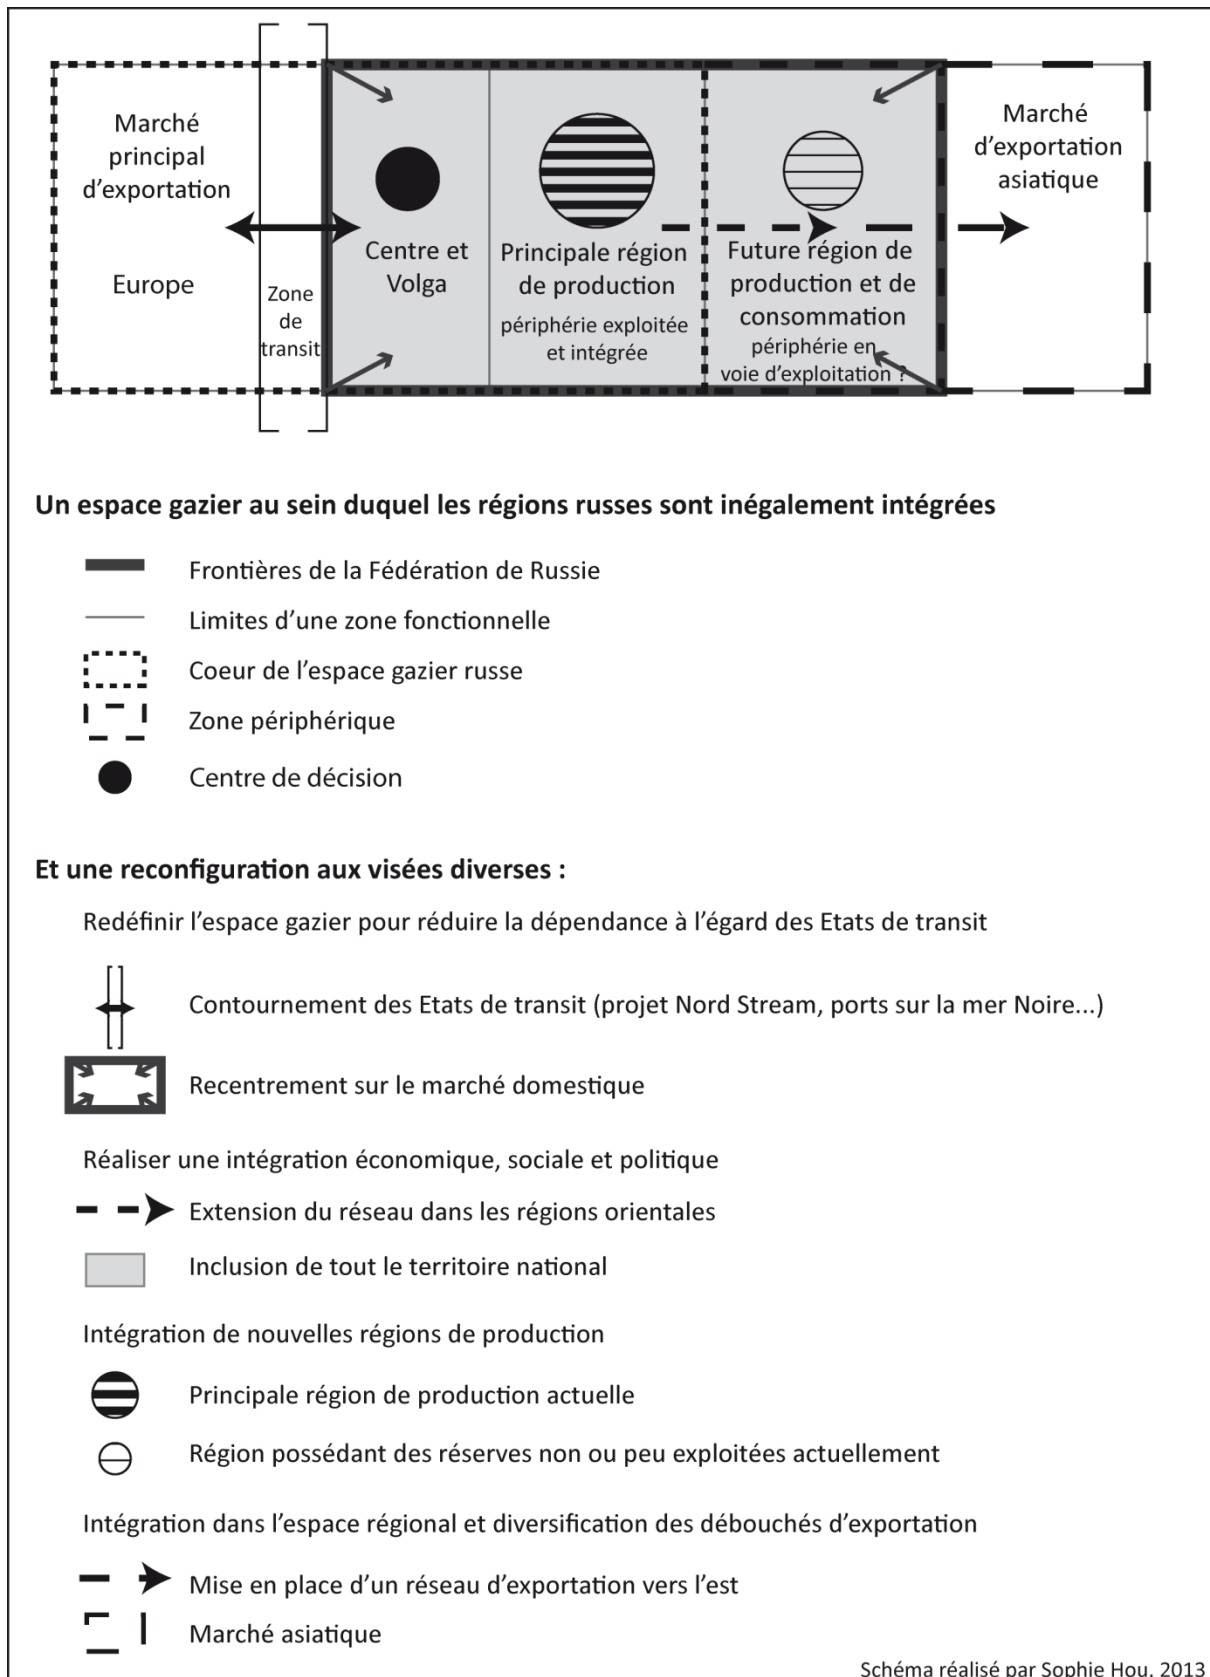 Marché
principal
d’exportation
Europe
Zone
de
transit
Centre et
Volga
Principale région
de production
périphérie exploitée
et intégrée
Future région de
production et de
consommation
périphérie en
voie d’exploitation ?
Marché
d’exportation
asiatique
Un espace gazier au sein duquel les régions russes sont inégalement intégrées
Frontières de la Fédération de Russie
Limites d’une zone fonctionnelle
Coeur de l’espace gazier russe
Zone périphérique
Centre de décision
Et une reconfiguration aux visées diverses :
Redéfinir l’espace gazier pour réduire la dépendance à l’égard des Etats de transit
Contournement des Etats de transit (projet Nord Stream, ports sur la mer Noire...)
Recentrement sur le marché domestique
Réaliser une intégration économique, sociale et politique
Extension du réseau dans les régions orientales
Inclusion de tout le territoire national
Intégration de nouvelles régions de production
Principale région de production actuelle
Région possédant des réserves non ou peu exploitées actuellement
Intégration dans l’espace régional et diversification des débouchés d’exportation
Mise en place d’un réseau d’exportation vers l’est
Marché asiatique
Schéma réalisé par Sophie Hou, 2013